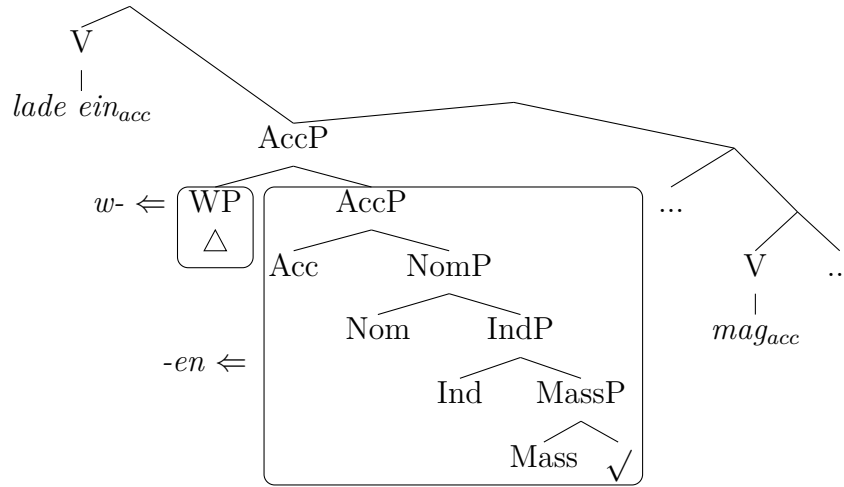 V
lade ein_acc
AccP
w- ⇐ WP AccP ...
△
Acc NomP V ..
Nom IndP mag_acc
-en ⇐
Ind MassP
Mass √